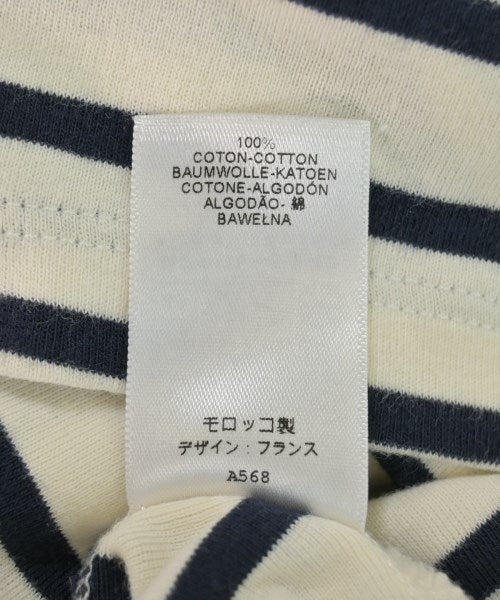 100%
COTON-COTTON
BAUMWOLLE-KATOEN
COTONE-ALGODÓN
ALGODÃO- 綿
BAWEŁNA
モロッコ製
デザイン：フランス
A568